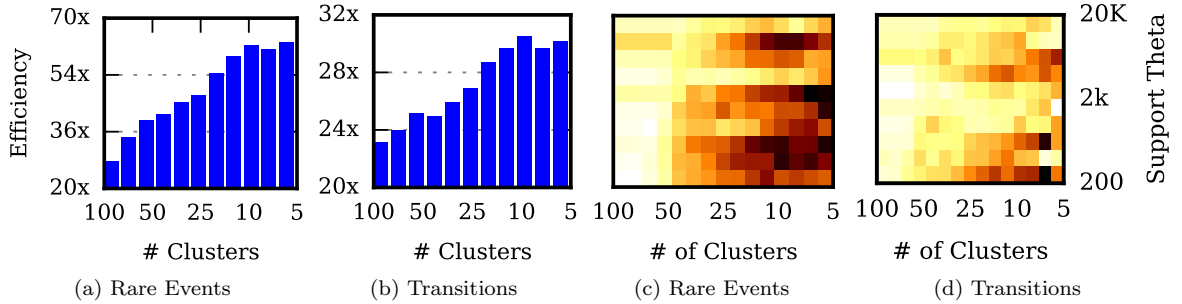 Efficiency
70x
54x
36x
20x
100 50 25 10 5
# Clusters
(a) Rare Events
32x
28x
24x
20x
100 50 25 10 5
# Clusters
(b) Transitions
100 50 25 10 5
# of Clusters
(c) Rare Events
20K
2k
200
Support Theta
100 50 25 10 5
# of Clusters
(d) Transitions